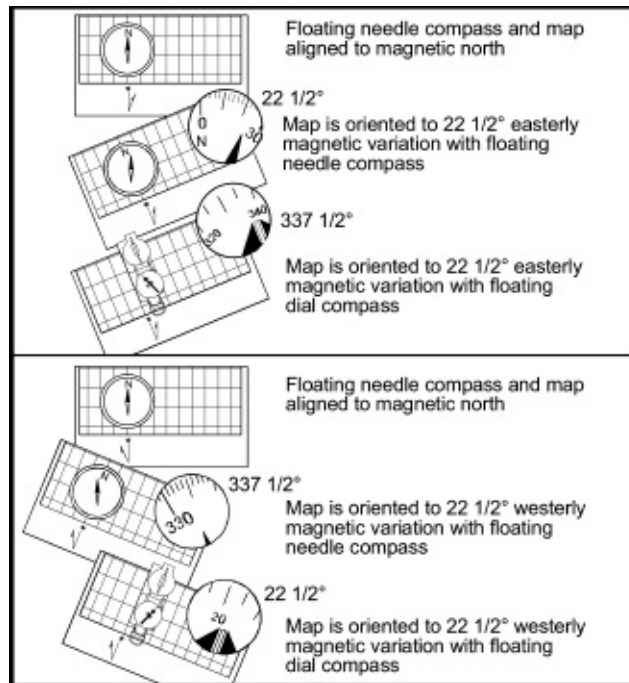 N
Floating needle compass and map
aligned to magnetic north
22 1/2°
0
N
30
Map is oriented to 22 1/2° easterly
magnetic variation with floating
needle compass
N
337 1/2°
340
Map is oriented to 22 1/2° easterly
magnetic variation with floating
dial compass
N
Floating needle compass and map
aligned to magnetic north
N
337 1/2°
330
Map is oriented to 22 1/2° westerly
magnetic variation with floating
needle compass
22 1/2°
20
Map is oriented to 22 1/2° westerly
magnetic variation with floating
dial compass